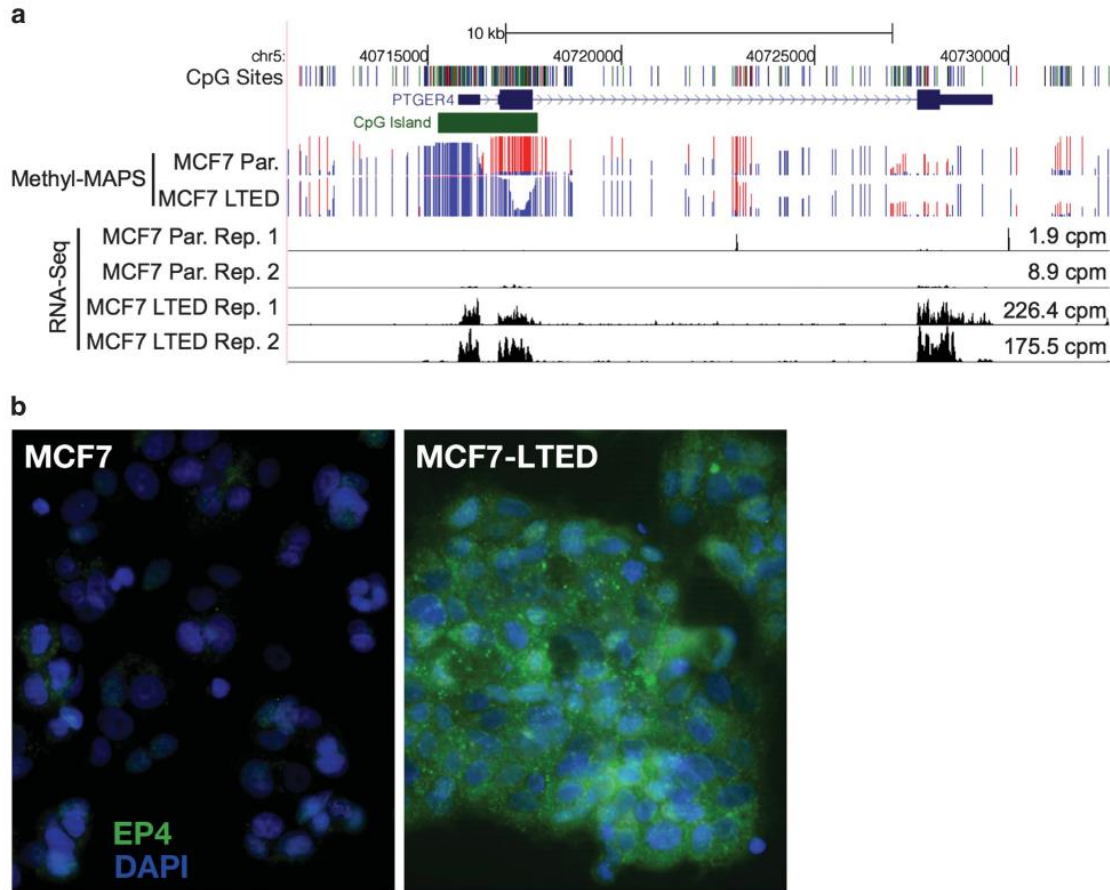 a
10 kb
chr5: 40715000 40720000 40725000 40730000
CpG Sites
PTGER4
CpG Island
Methyl-MAPS
MCF7 Par.
MCF7 LTED
RNA-Seq
MCF7 Par. Rep. 1 1.9 cpm
MCF7 Par. Rep. 2 8.9 cpm
MCF7 LTED Rep. 1 226.4 cpm
MCF7 LTED Rep. 2 175.5 cpm
b
MCF7 MCF7-LTED
EP4
DAPI